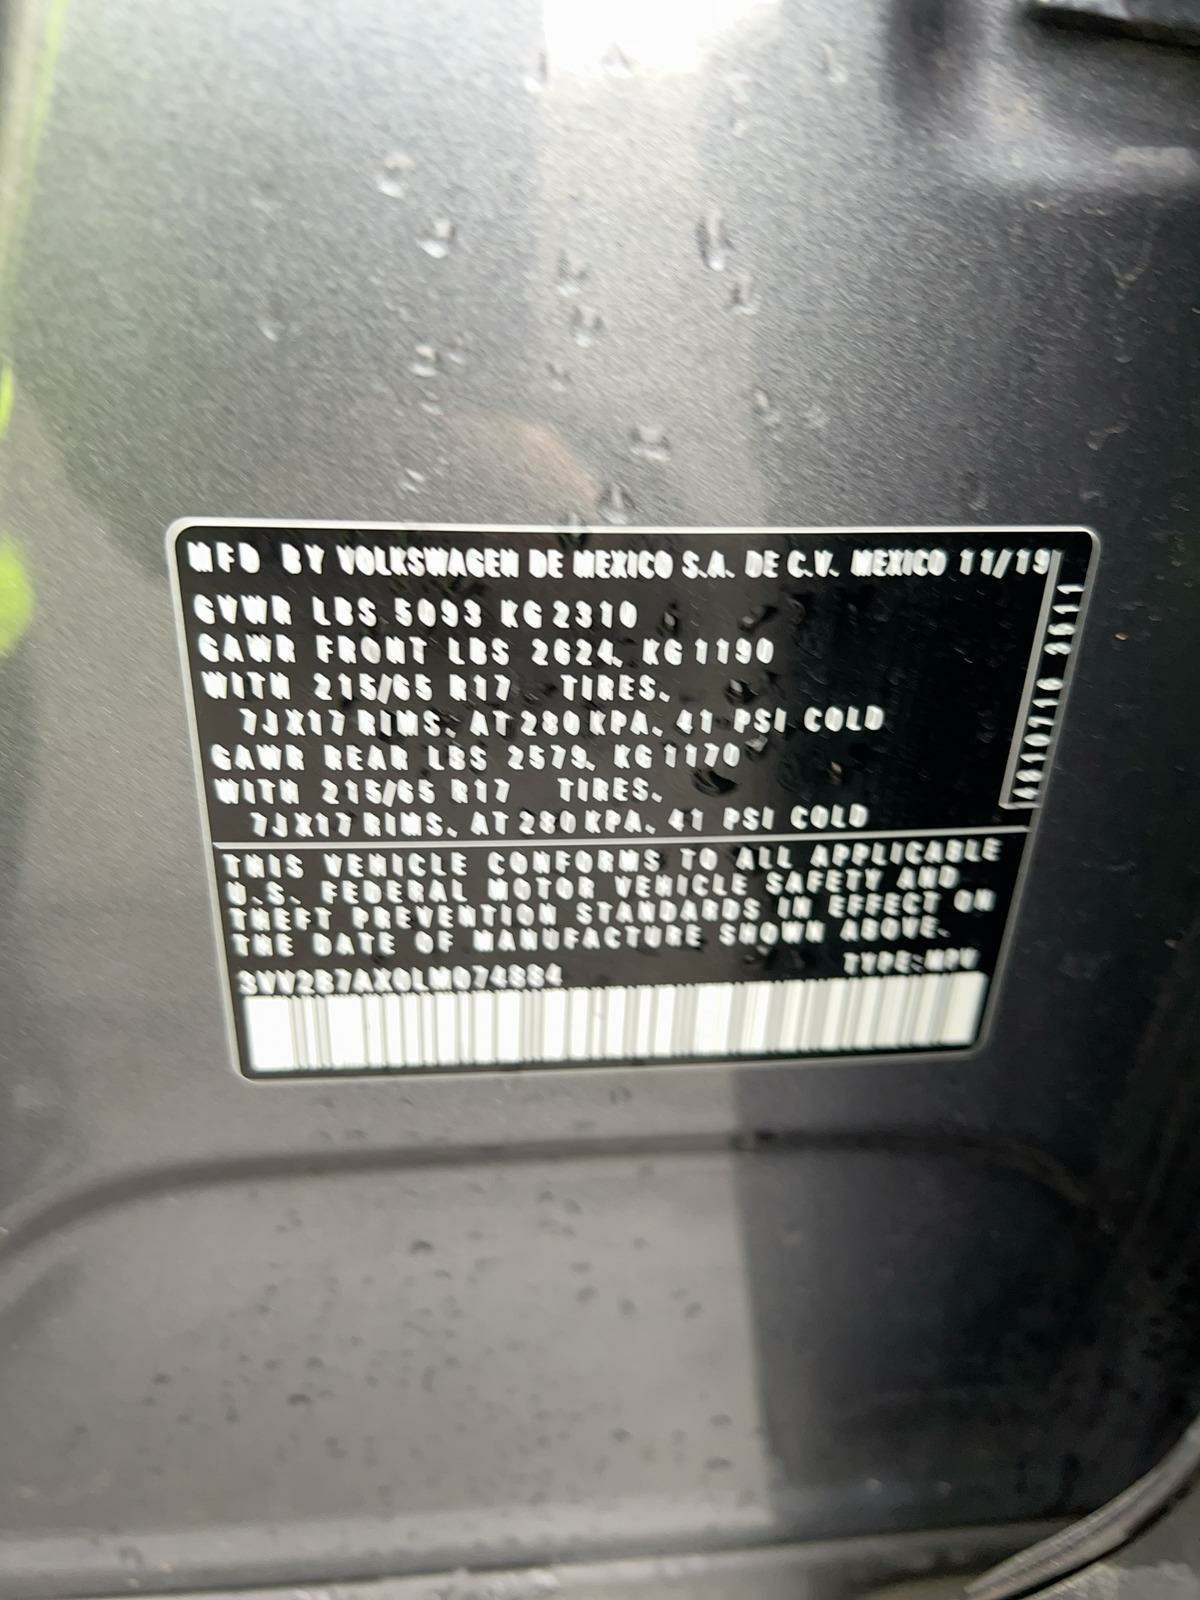 MFD BY VOLKSWAGEN DE MEXICO S.A. DE C.V. MEXICO 11/19
GVWR LBS 5093 KG 2310
GAWR FRONT LBS 2624. KG 1190
WITH 215/65 R17 TIRES.
7JX17 RIMS. AT 280 KPA. 41 PSI COLD
GAWR REAR LBS 2579. KG 1170
WITH 215/65 R17 TIRES.
7JX17 RIMS. AT 280 KPA. 41 PSI COLD
THIS VEHICLE CONFORMS TO ALL APPLICABLE
U.S. FEDERAL MOTOR VEHICLE SAFETY AND
THEFT PREVENTION STANDARDS IN EFFECT ON
THE DATE OF MANUFACTURE SHOWN ABOVE.
3VV2B7AX0LM074884 TYPE:MPV